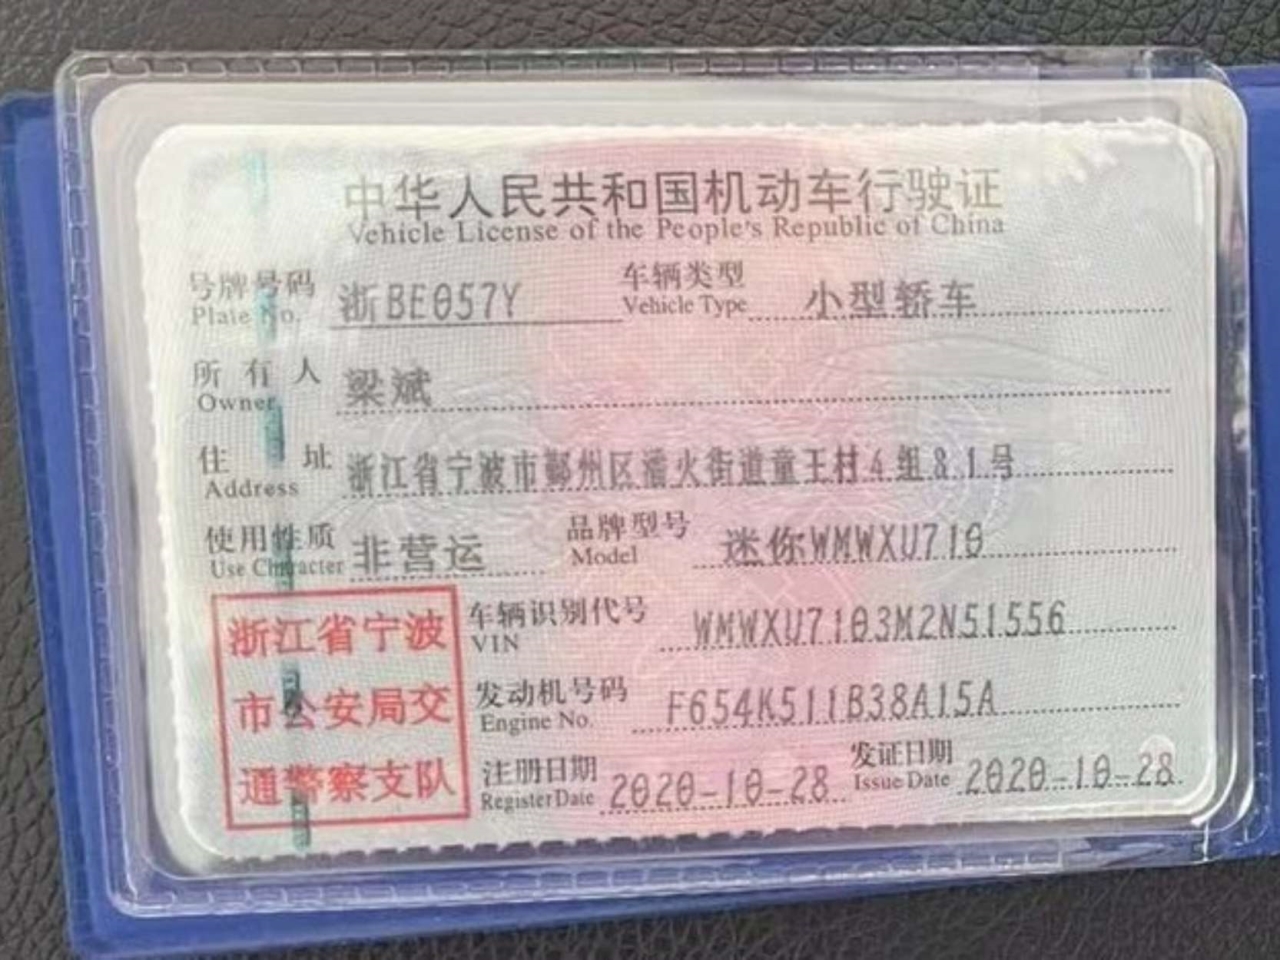 中华人民共和国机动车行驶证
Vehicle License of the People's Republic of China
号牌号码 浙BE057Y 车辆类型 小型轿车
Plate No. Vehicle Type
所有人 梁斌
Owner
住址 浙江省宁波市鄞州区潘火街道童王村4组81号
Address
使用性质 非营运 品牌型号 迷你WMWXU710
Use Character Model
浙江省宁波
市公安局交
通警察支队
车辆识别代号 WMWXU7103M2N51556
VIN
发动机号码 F654K511B38A15A
Engine No.
注册日期 2020-10-28 发证日期 2020-10-28
Register Date Issue Date